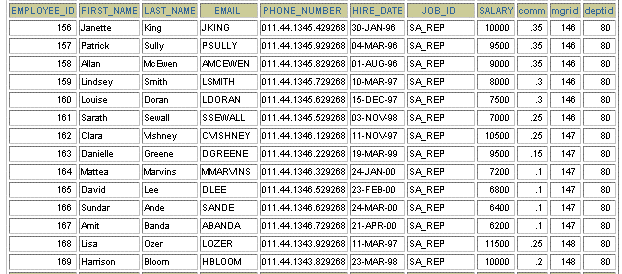 EMPLOYEE_ID FIRST_NAME LAST_NAME EMAIL PHONE_NUMBER HIRE_DATE JOB_ID SALARY comm mgrid deptid
156 Janette King JKING 011.44.1345.429268 30-JAN-96 SA_REP 10000 .35 146 80
157 Patrick Sully PSULLY 011.44.1345.929268 04-MAR-96 SA_REP 9500 .35 146 80
158 Allan McEwen AMCEWEN 011.44.1345.829268 01-AUG-96 SA_REP 9000 .35 146 80
159 Lindsey Smith LSMITH 011.44.1345.729268 10-MAR-97 SA_REP 8000 .3 146 80
160 Louise Doran LDORAN 011.44.1345.629268 15-DEC-97 SA_REP 7500 .3 146 80
161 Sarath Sewall SSEWALL 011.44.1345.529268 03-NOV-98 SA_REP 7000 .25 146 80
162 Clara Vishney CVISHNEY 011.44.1346.129268 11-NOV-97 SA_REP 10500 .25 147 80
163 Danielle Greene DGREENE 011.44.1346.229268 19-MAR-99 SA_REP 9500 .15 147 80
164 Mattea Marvins MMARVINS 011.44.1346.329268 24-JAN-00 SA_REP 7200 .1 147 80
165 David Lee DLEE 011.44.1346.529268 23-FEB-00 SA_REP 6800 .1 147 80
166 Sundar Ande SANDE 011.44.1346.629268 24-MAR-00 SA_REP 6400 .1 147 80
167 Amit Banda ABANDA 011.44.1346.729268 21-APR-00 SA_REP 6200 .1 147 80
168 Lisa Ozer LOZER 011.44.1343.929268 11-MAR-97 SA_REP 11500 .25 148 80
169 Harrison Bloom HBLOOM 011.44.1343.829268 23-MAR-98 SA_REP 10000 .2 148 80